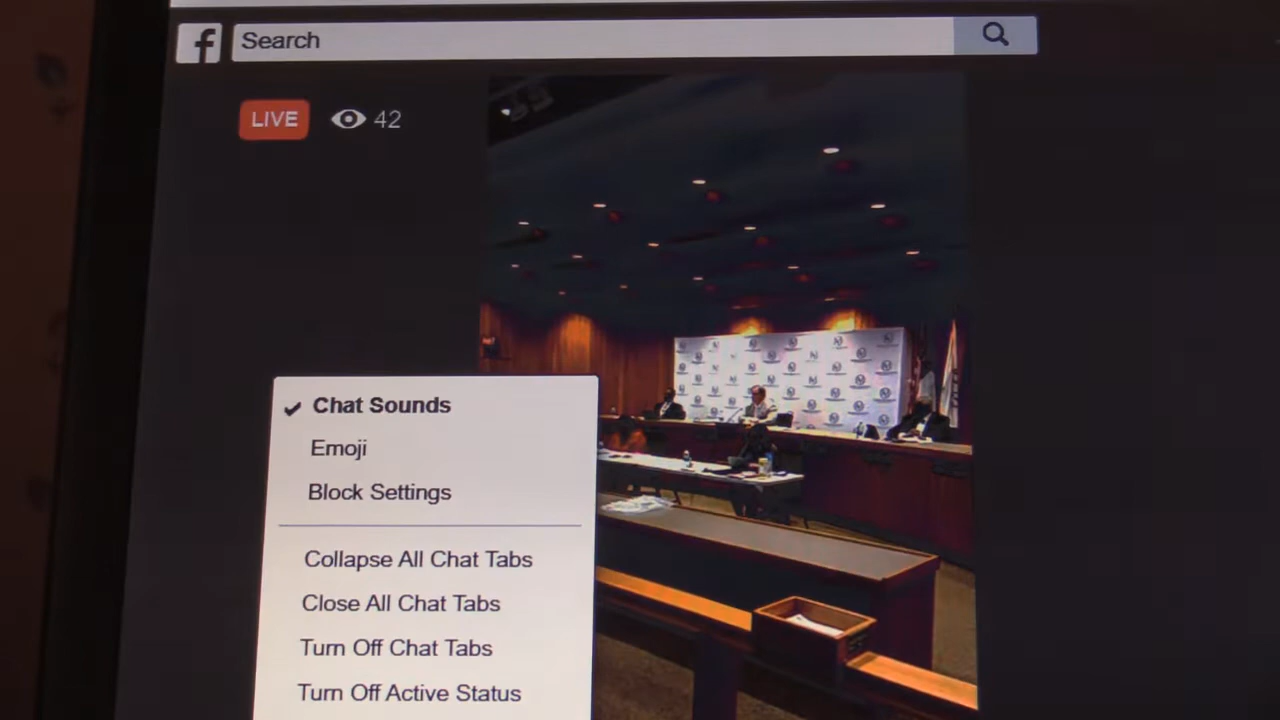 f Search
LIVE 42
Chat Sounds
Emoji
Block Settings
Collapse All Chat Tabs
Close All Chat Tabs
Turn Off Chat Tabs
Turn Off Active Status